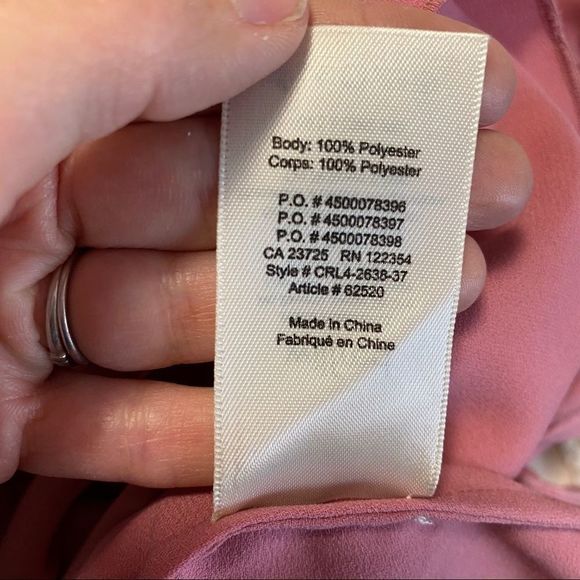 Body: 100% Polyester
Corps: 100% Polyester
P.O. # 4500078396
P.O. # 4500078397
P.O. # 4500078398
CA 23725 RN 122354
Style # CRL4-2638-37
Article # 62520
Made in China
Fabriqué en Chine